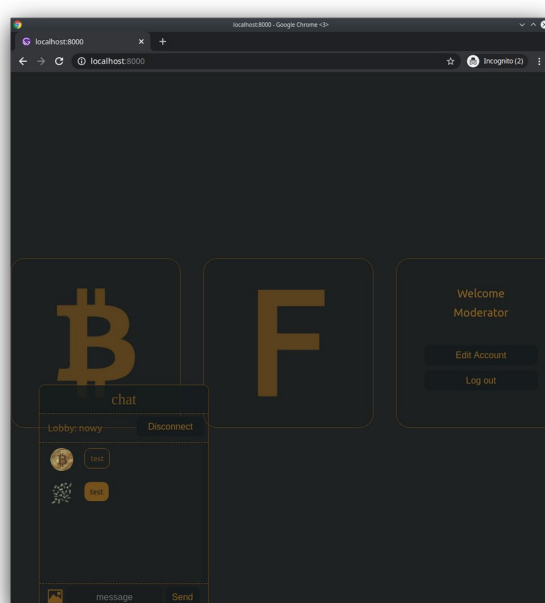 localhost:8000 - Google Chrome <3>
localhost:8000
localhost:8000
Incognito (2)
F
Welcome
Moderator
Edit Account
Log out
chat
Lobby: nowy
Disconnect
test
test
message
Send